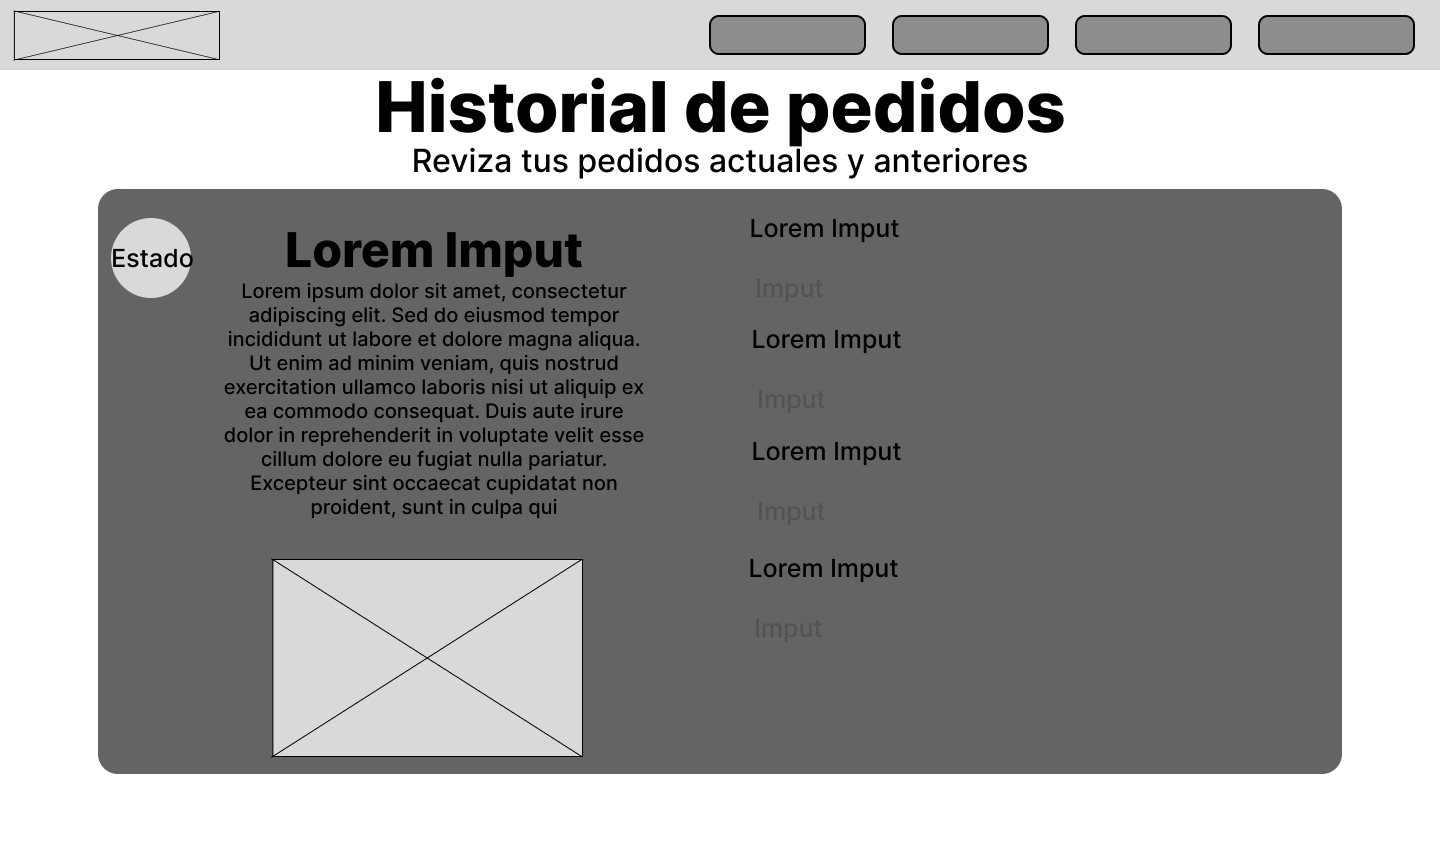 Historial de pedidos
Reviza tus pedidos actuales y anteriores
Estado
Lorem Imput
Lorem ipsum dolor sit amet, consectetur
adipiscing elit. Sed do eiusmod tempor
incididunt ut labore et dolore magna aliqua.
Ut enim ad minim veniam, quis nostrud
exercitation ullamco laboris nisi ut aliquip ex
ea commodo consequat. Duis aute irure
dolor in reprehenderit in voluptate velit esse
cillum dolore eu fugiat nulla pariatur.
Excepteur sint occaecat cupidatat non
proident, sunt in culpa qui
Lorem Imput
Imput
Lorem Imput
Imput
Lorem Imput
Imput
Lorem Imput
Imput